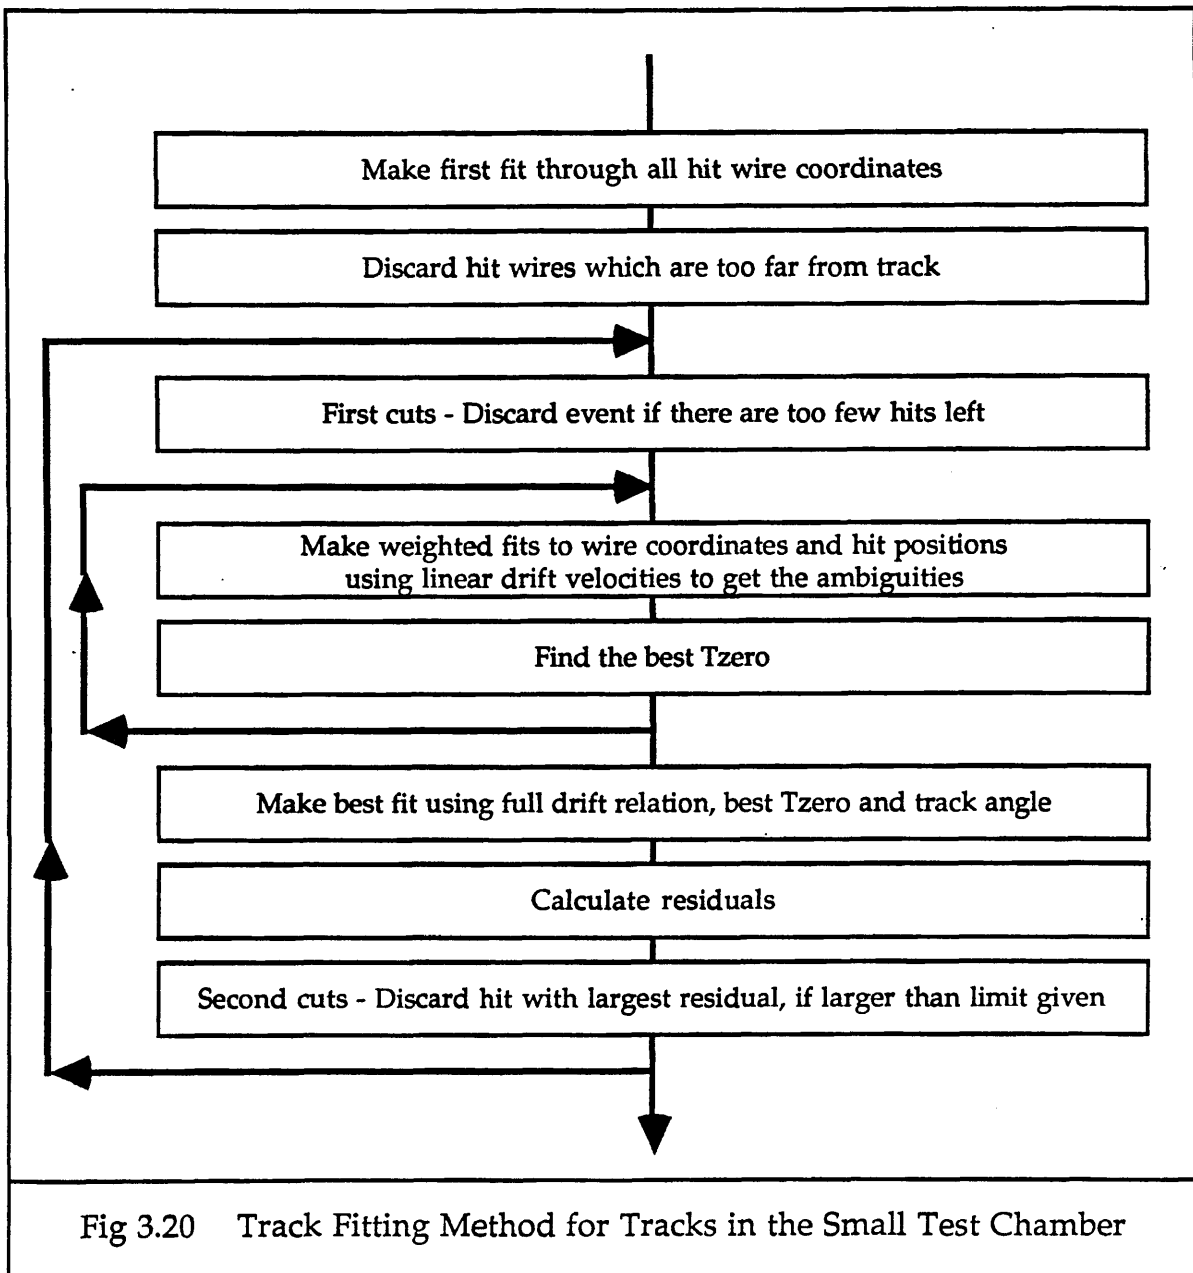 Make first fit through all hit wire coordinates
Discard hit wires which are too far from track
First cuts - Discard event if there are too few hits left
Make weighted fits to wire coordinates and hit positions
using linear drift velocities to get the ambiguities
Find the best Tzero
Make best fit using full drift relation, best Tzero and track angle
Calculate residuals
Second cuts - Discard hit with largest residual, if larger than limit given
Fig 3.20 Track Fitting Method for Tracks in the Small Test Chamber